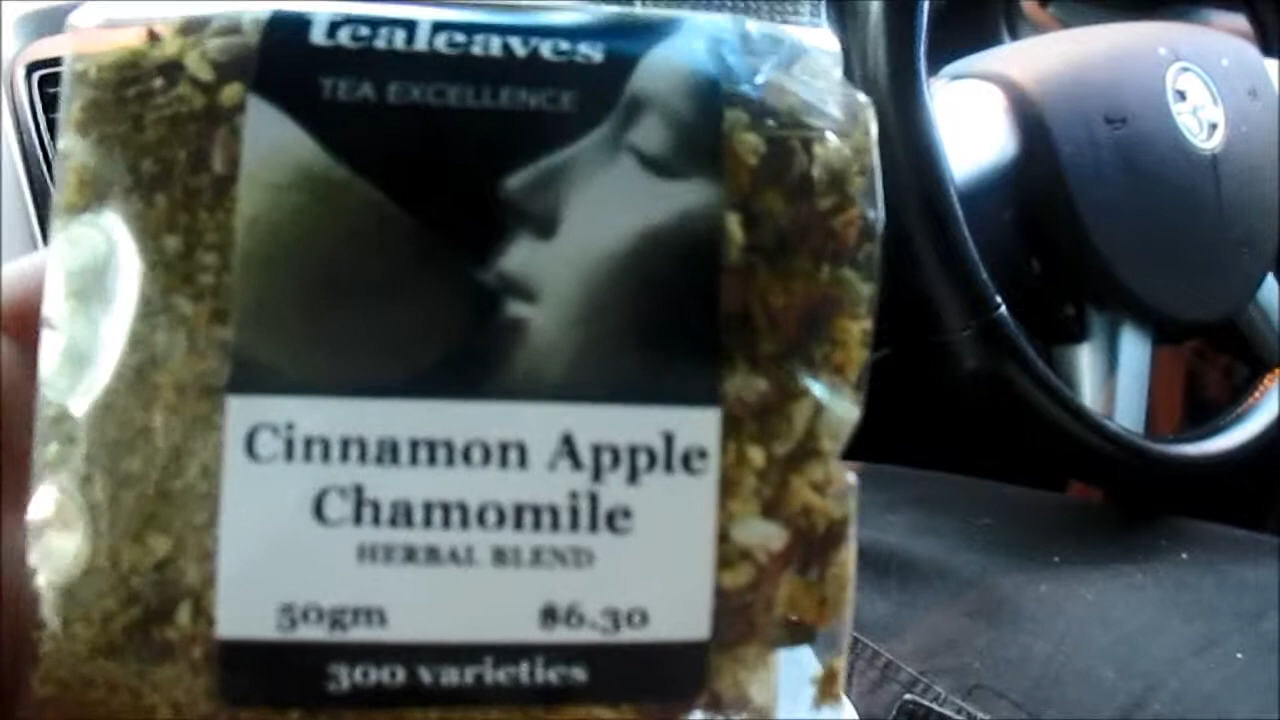 tealeaves
TEA EXCELLENCE
Cinnamon Apple
Chamomile
HERBAL BLEND
50gm $6.30
300 varieties